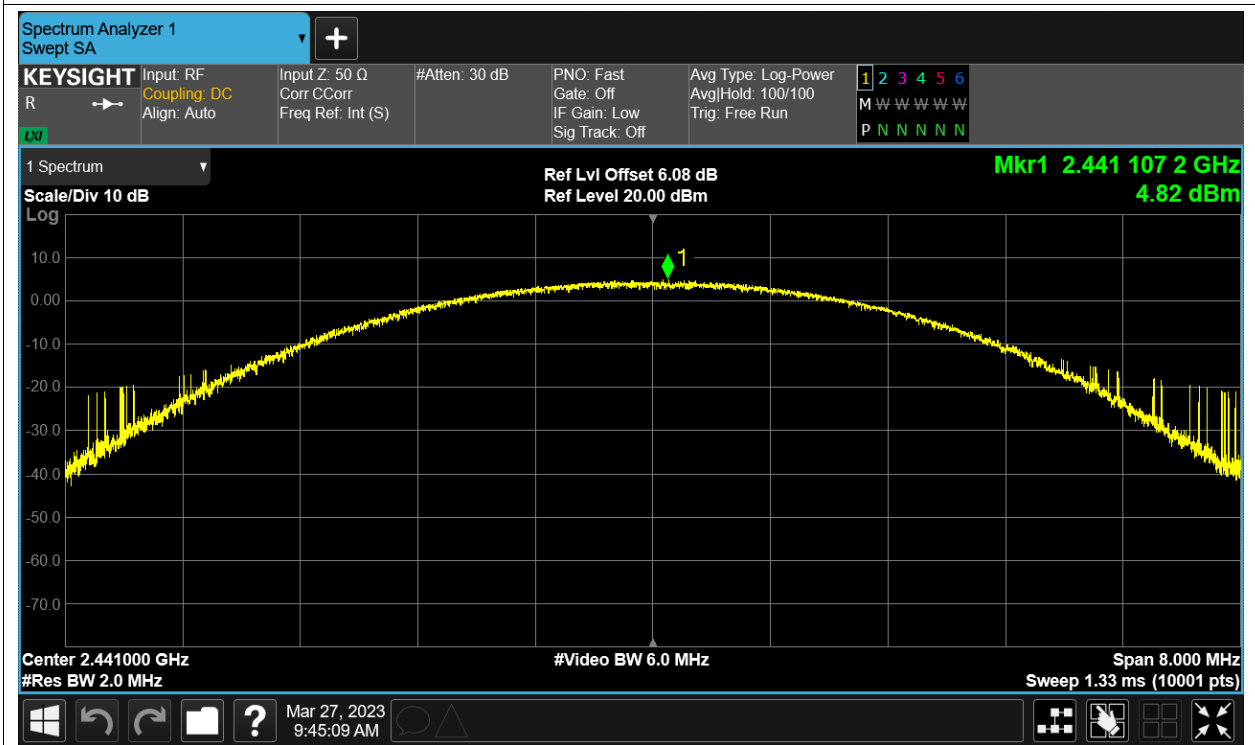 Spectrum Analyzer 1
Swept SA
KEYSIGHT
R
LXI
Input: RF
Coupling: DC
Align: Auto
Input Z: 50 Ω
Corr CCorr
Freq Ref: Int (S)
#Atten: 30 dB
PNO: Fast
Gate: Off
IF Gain: Low
Sig Track: Off
Avg Type: Log-Power
Avg|Hold: 100/100
Trig: Free Run
1 2 3 4 5 6
M W W W W W
P N N N N N
1 Spectrum
Scale/Div 10 dB
Log
Ref Lvl Offset 6.08 dB
Ref Level 20.00 dBm
Mkr1 2.441 107 2 GHz
4.82 dBm
1
10.0
0.00
-10.0
-20.0
-30.0
-40.0
-50.0
-60.0
-70.0
Center 2.441000 GHz
#Res BW 2.0 MHz
#Video BW 6.0 MHz
Span 8.000 MHz
Sweep 1.33 ms (10001 pts)
?
Mar 27, 2023
9:45:09 AM